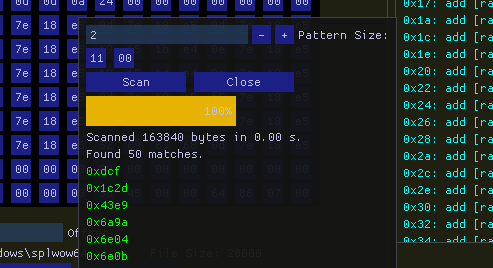 0x17: add [ra
0x1a: add [ra
0x1c: add [ra
0x1e: add [ra
0x20: add [ra
0x22: add [ra
0x24: add [ra
0x26: add [ra
0x28: add [ra
0x2a: add [ra
0x2c: add [ra
0x2e: add [ra
0x30: add [ra
0x32: add [ra
0x34: add [ra
00 00 0a 24 00 00 00 00 00 00
7e 18
7e 18
7e 18
7e 18
7e 18
7e 18
00 00
00 00
2 - + Pattern Size:
11 00
Scan Close
100%
Scanned 163840 bytes in 0.00 s.
Found 50 matches.
0xdcf
0x1c2d
0x43e9
0x6a9a
0x6e04
0x6e0b
Of
dows\splwow6
File Size: 28000